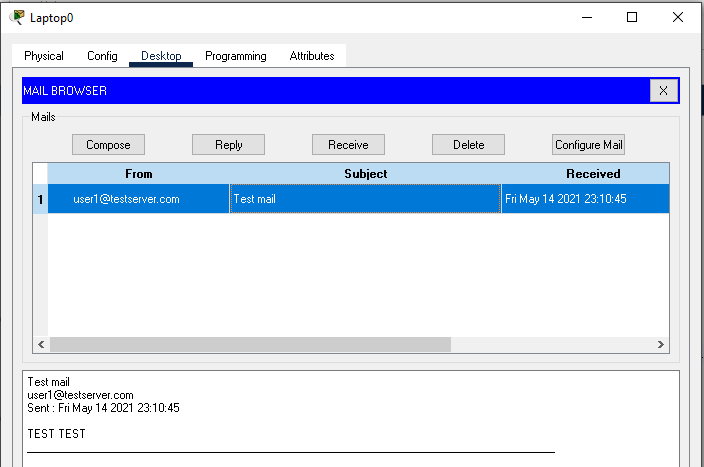 Laptop0
Physical Config Desktop Programming Attributes
MAIL BROWSER X
Mails
Compose Reply Receive Delete Configure Mail
From Subject Received
1 user1@testserver.com Test mail Fri May 14 2021 23:10:45
Test mail
user1@testserver.com
Sent : Fri May 14 2021 23:10:45
TEST TEST